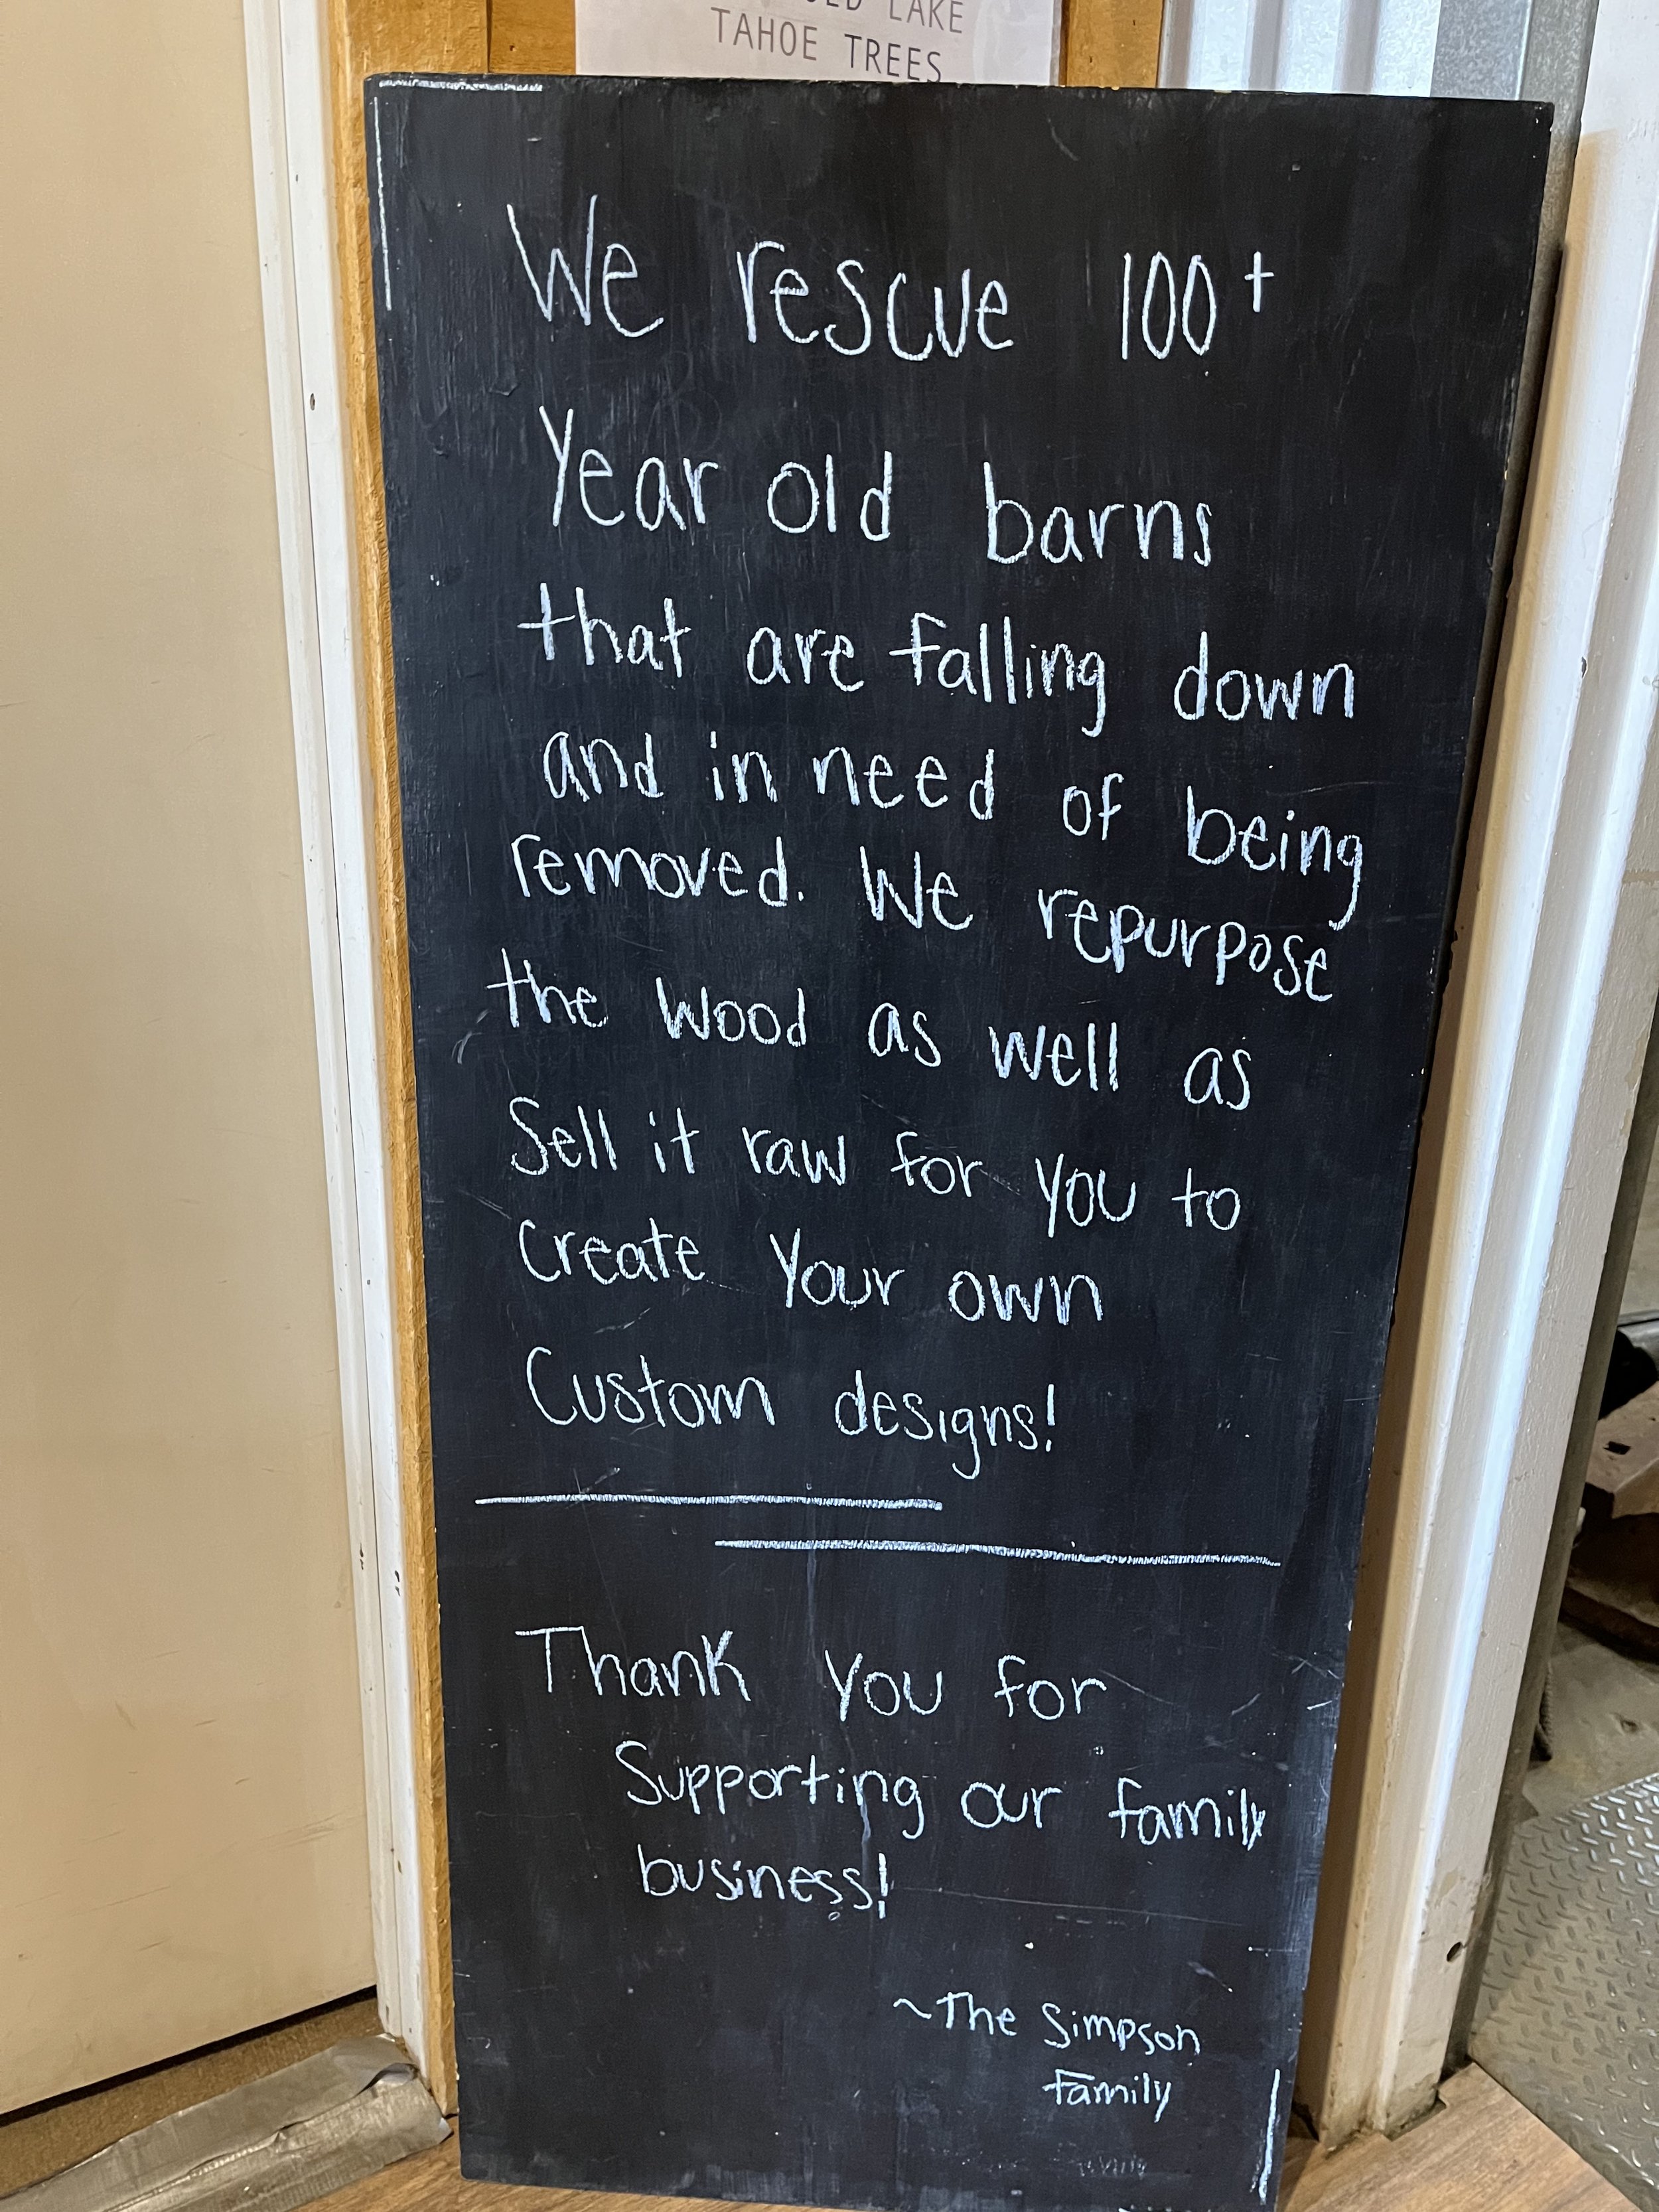 LAKE
TAHOE TREES
We rescue 100+
Year old barns
that are falling down
and in need of being
removed. We repurpose
the wood as well as
Sell it raw for you to
Create Your own
Custom designs!
Thank you for
Supporting our family
business!
~The Simpson
Family